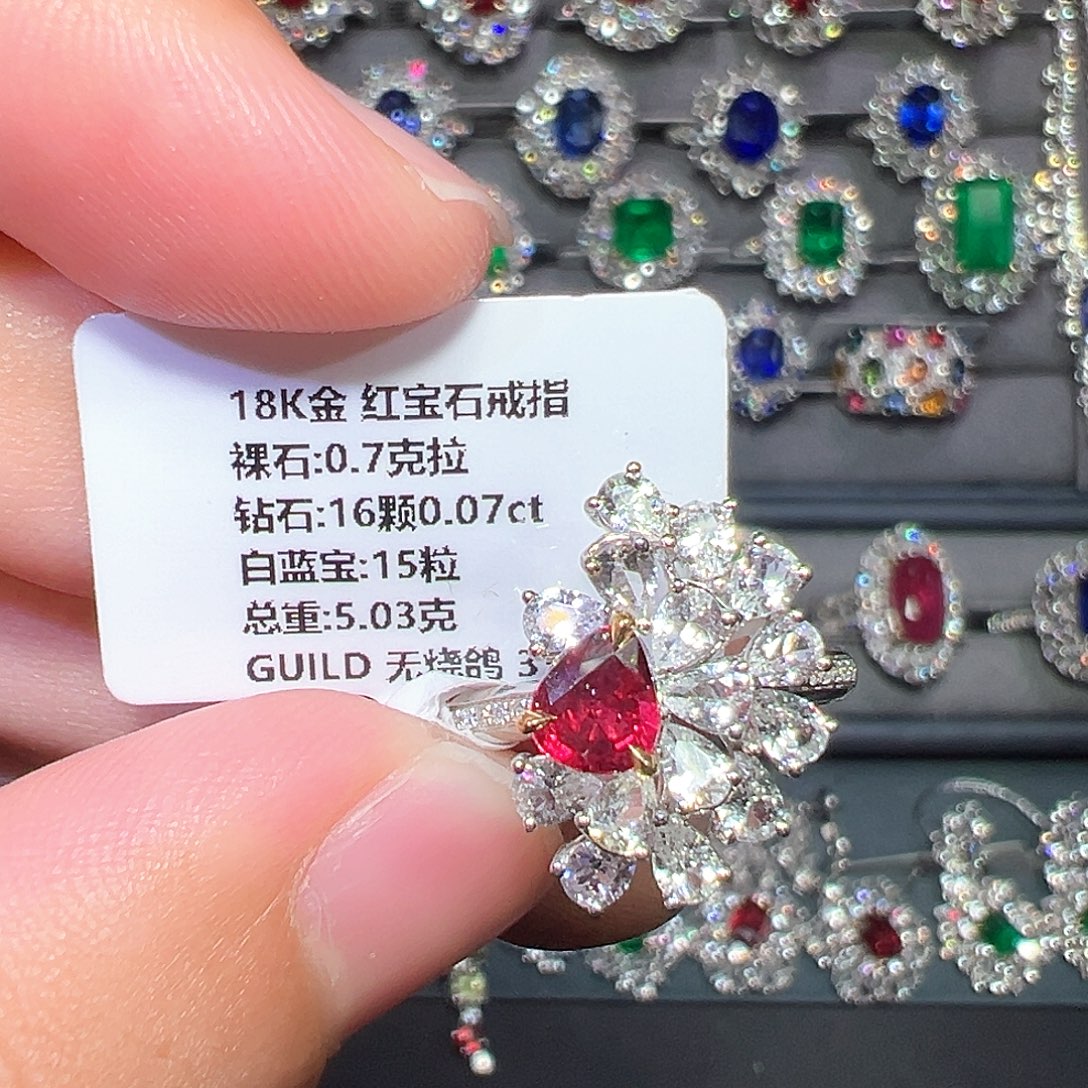 18K金 红宝石戒指
裸石:0.7克拉
钻石:16颗0.07ct
白蓝宝:15粒
总重:5.03克
GUILD 无烧鸽 3